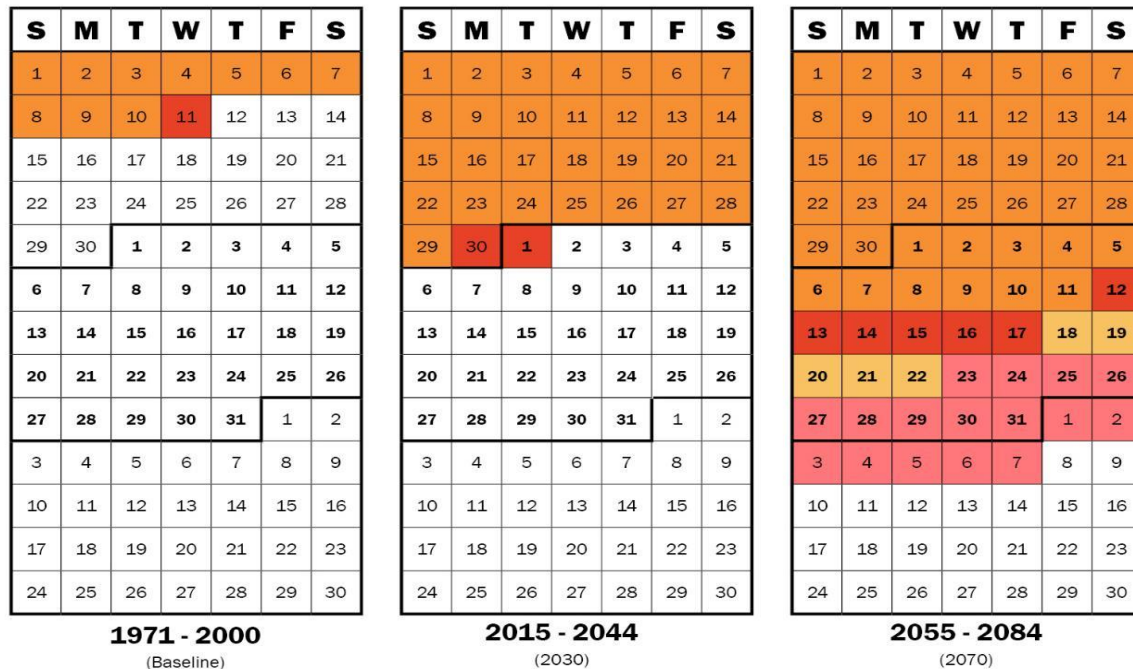 S M T W T F S
1 2 3 4 5 6 7
8 9 10 11 12 13 14
15 16 17 18 19 20 21
22 23 24 25 26 27 28
29 30 1 2 3 4 5
6 7 8 9 10 11 12
13 14 15 16 17 18 19
20 21 22 23 24 25 26
27 28 29 30 31 1 2
3 4 5 6 7 8 9
10 11 12 13 14 15 16
17 18 19 20 21 22 23
24 25 26 27 28 29 30
1971 - 2000
(Baseline)
S M T W T F S
1 2 3 4 5 6 7
8 9 10 11 12 13 14
15 16 17 18 19 20 21
22 23 24 25 26 27 28
29 30 1 2 3 4 5
6 7 8 9 10 11 12
13 14 15 16 17 18 19
20 21 22 23 24 25 26
27 28 29 30 31 1 2
3 4 5 6 7 8 9
10 11 12 13 14 15 16
17 18 19 20 21 22 23
24 25 26 27 28 29 30
2015 - 2044
(2030)
S M T W T F S
1 2 3 4 5 6 7
8 9 10 11 12 13 14
15 16 17 18 19 20 21
22 23 24 25 26 27 28
29 30 1 2 3 4 5
6 7 8 9 10 11 12
13 14 15 16 17 18 19
20 21 22 23 24 25 26
27 28 29 30 31 1 2
3 4 5 6 7 8 9
10 11 12 13 14 15 16
17 18 19 20 21 22 23
24 25 26 27 28 29 30
2055 - 2084
(2070)